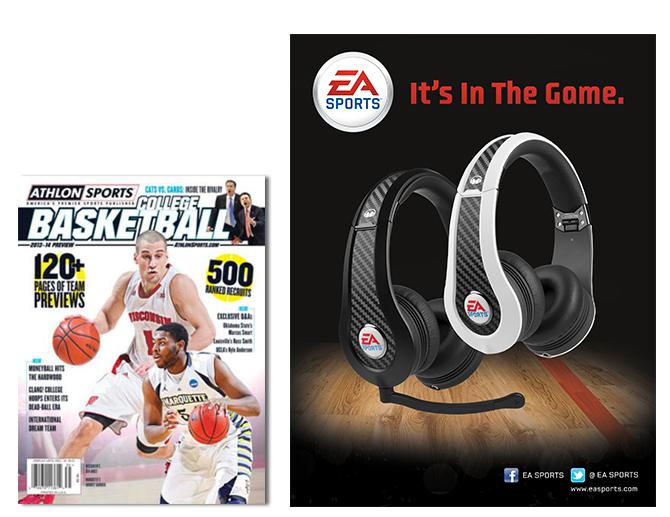 ATHLON SPORTS
CATS VS. CARDS: INSIDE THE RIVALRY
AMERICA'S PREMIER SPORTS PUBLISHER
COLLEGE
BASKETBALL
2013-14 PREVIEW
ATHLONSPORTS.COM
120+
PAGES OF TEAM
PREVIEWS
500
RANKED RECRUITS
EXCLUSIVE Q&As
Oklahoma State's
Marcus Smart
Louisville's Russ Smith
UCLA's Kyle Anderson
WISCONSIN
MARQUETTE
MONEYBALL HITS
THE HARDWOOD
CLANG! COLLEGE
HOOPS ENTERS ITS
DEAD-BALL ERA
INTERNATIONAL
DREAM TEAM
EA
SPORTS
It's In The Game.
EA
SPORTS
EA
SPORTS
f EA SPORTS
@ EA SPORTS
www.easports.com